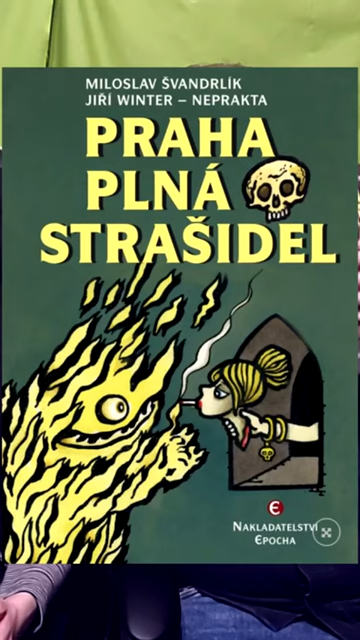 MILOSLAV ŠVANDRLÍK
JIŘÍ WINTER – NEPRAKTA
PRAHA
PLNÁ
STRAŠIDEL
E
NAKLADATELSTVÍ
EPOCHA